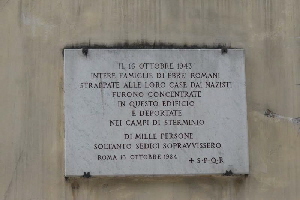 IL 16 OTTOBRE 1943
INTERE FAMIGLIE DI EBREI ROMANI
STRAPPATE ALLE LORO CASE DAI NAZISTI
FURONO CONCENTRATE
IN QUESTO EDIFICIO
E DEPORTATE
NEI CAMPI DI STERMINIO
DI MILLE PERSONE
SOLTANTO SEDICI SOPRAVVISSERO
ROMA 16 OTTOBRE 1984 + S·P·Q·R